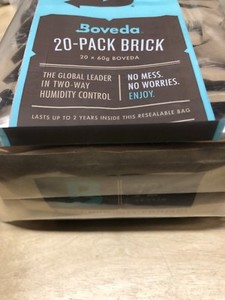 Boveda
20-PACK BRICK
20 × 60g BOVEDA
THE GLOBAL LEADER
IN TWO-WAY
HUMIDITY CONTROL
NO MESS.
NO WORRIES.
ENJOY.
LASTS UP TO 2 YEARS INSIDE THIS RESEALABLE BAG